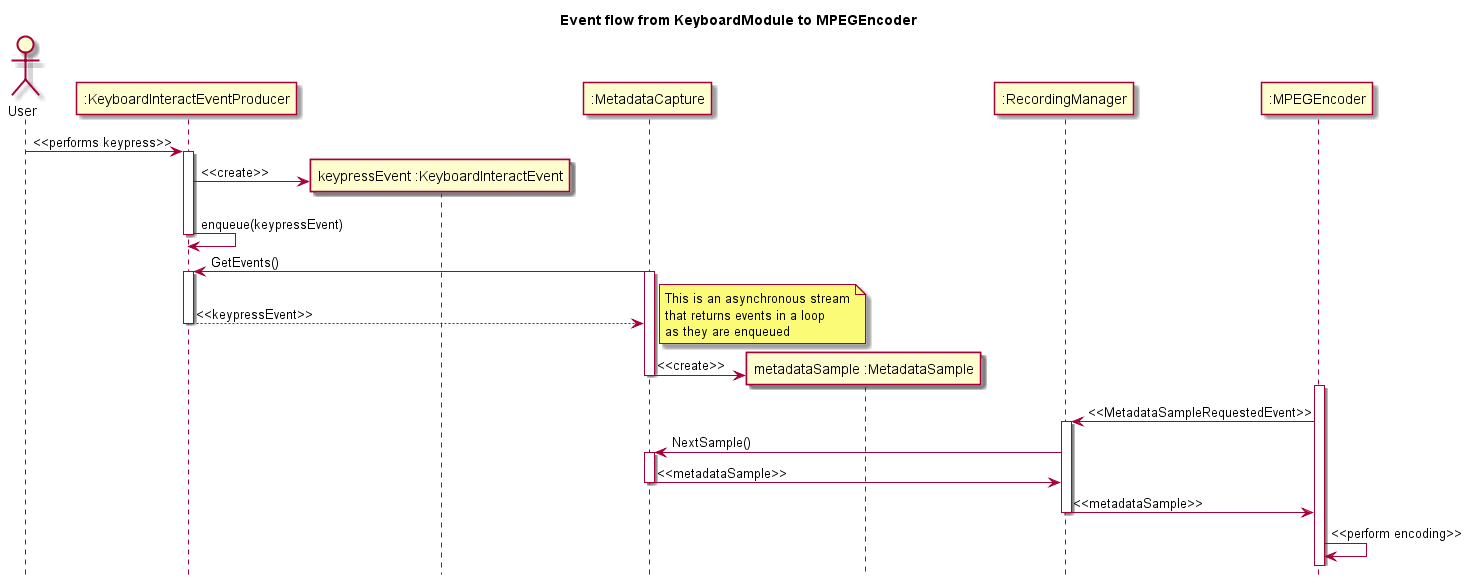 Event flow from KeyboardModule to MPEGEncoder
User
:KeyboardInteractEventProducer
:MetadataCapture
:RecordingManager
:MPEGEncoder
<<performs keypress>>
<<create>>
keypressEvent :KeyboardInteractEvent
enqueue(keypressEvent)
GetEvents()
This is an asynchronous stream
that returns events in a loop
as they are enqueued
<<keypressEvent>>
<<create>>
metadataSample :MetadataSample
<<MetadataSampleRequestedEvent>>
NextSample()
<<metadataSample>>
<<metadataSample>>
<<perform encoding>>